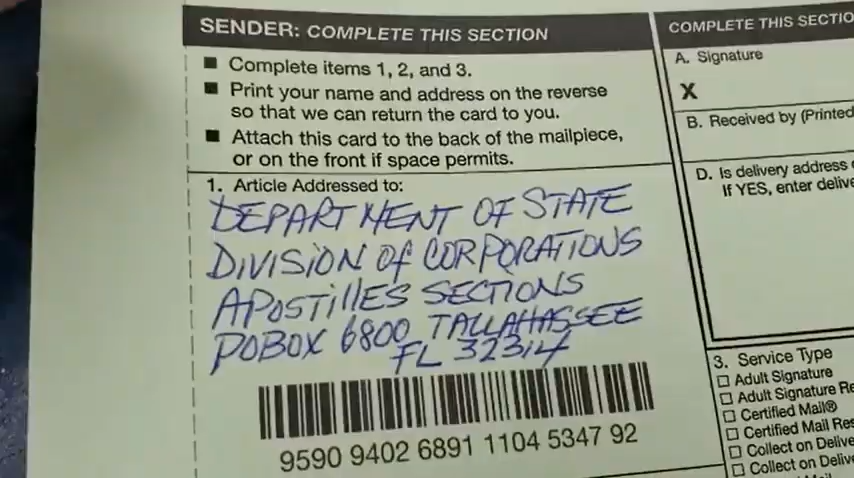 SENDER: COMPLETE THIS SECTION
■ Complete items 1, 2, and 3.
■ Print your name and address on the reverse
so that we can return the card to you.
■ Attach this card to the back of the mailpiece,
or on the front if space permits.
1. Article Addressed to:
DEPARTMENT OF STATE
DIVISION Of CORPORATIONS
APOSTIllES SECTIONS
POBOX 6800 TALLAHASSEE
FL 32314
9590 9402 6891 1104 5347 92
COMPLETE THIS SECTIO
A. Signature
X
B. Received by (Printed
D. Is delivery address
If YES, enter delive
3. Service Type
□ Adult Signature
□ Adult Signature Re
□ Certified Mail®
□ Certified Mail Res
□ Collect on Delive
□ Collect on Delive